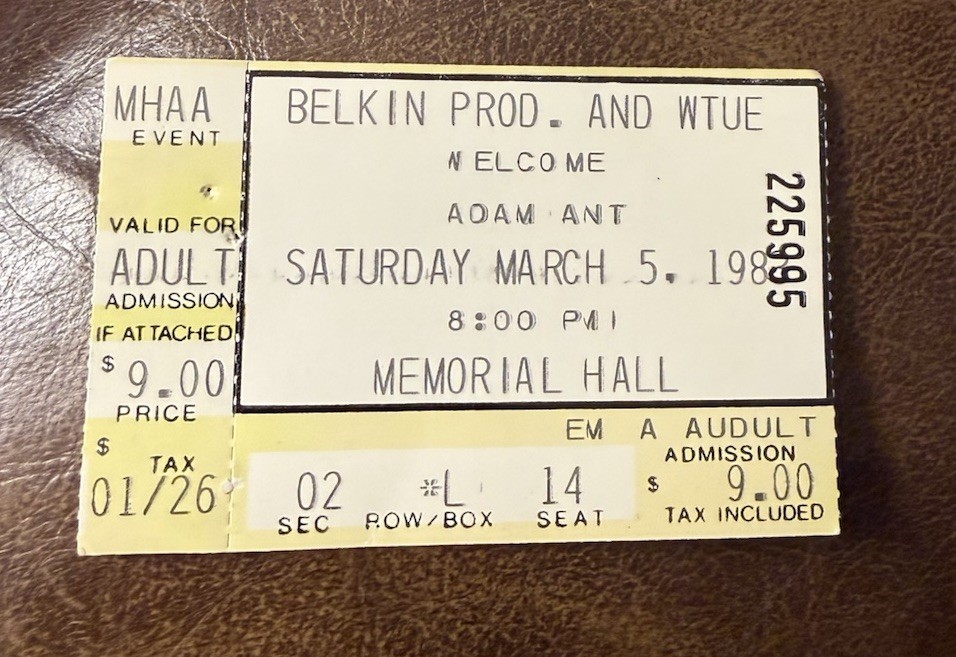 MHAA
EVENT
VALID FOR
ADULT
ADMISSION
IF ATTACHED
$ 9.00
PRICE
$
TAX
01/26
BELKIN PROD. AND WTUE
WELCOME
ADAM ANT
SATURDAY MARCH 5. 198
8:00 PM
MEMORIAL HALL
225995
EM A AUDULT
ADMISSION
02 *L 14 $ 9.00
SEC ROW/BOX SEAT TAX INCLUDED